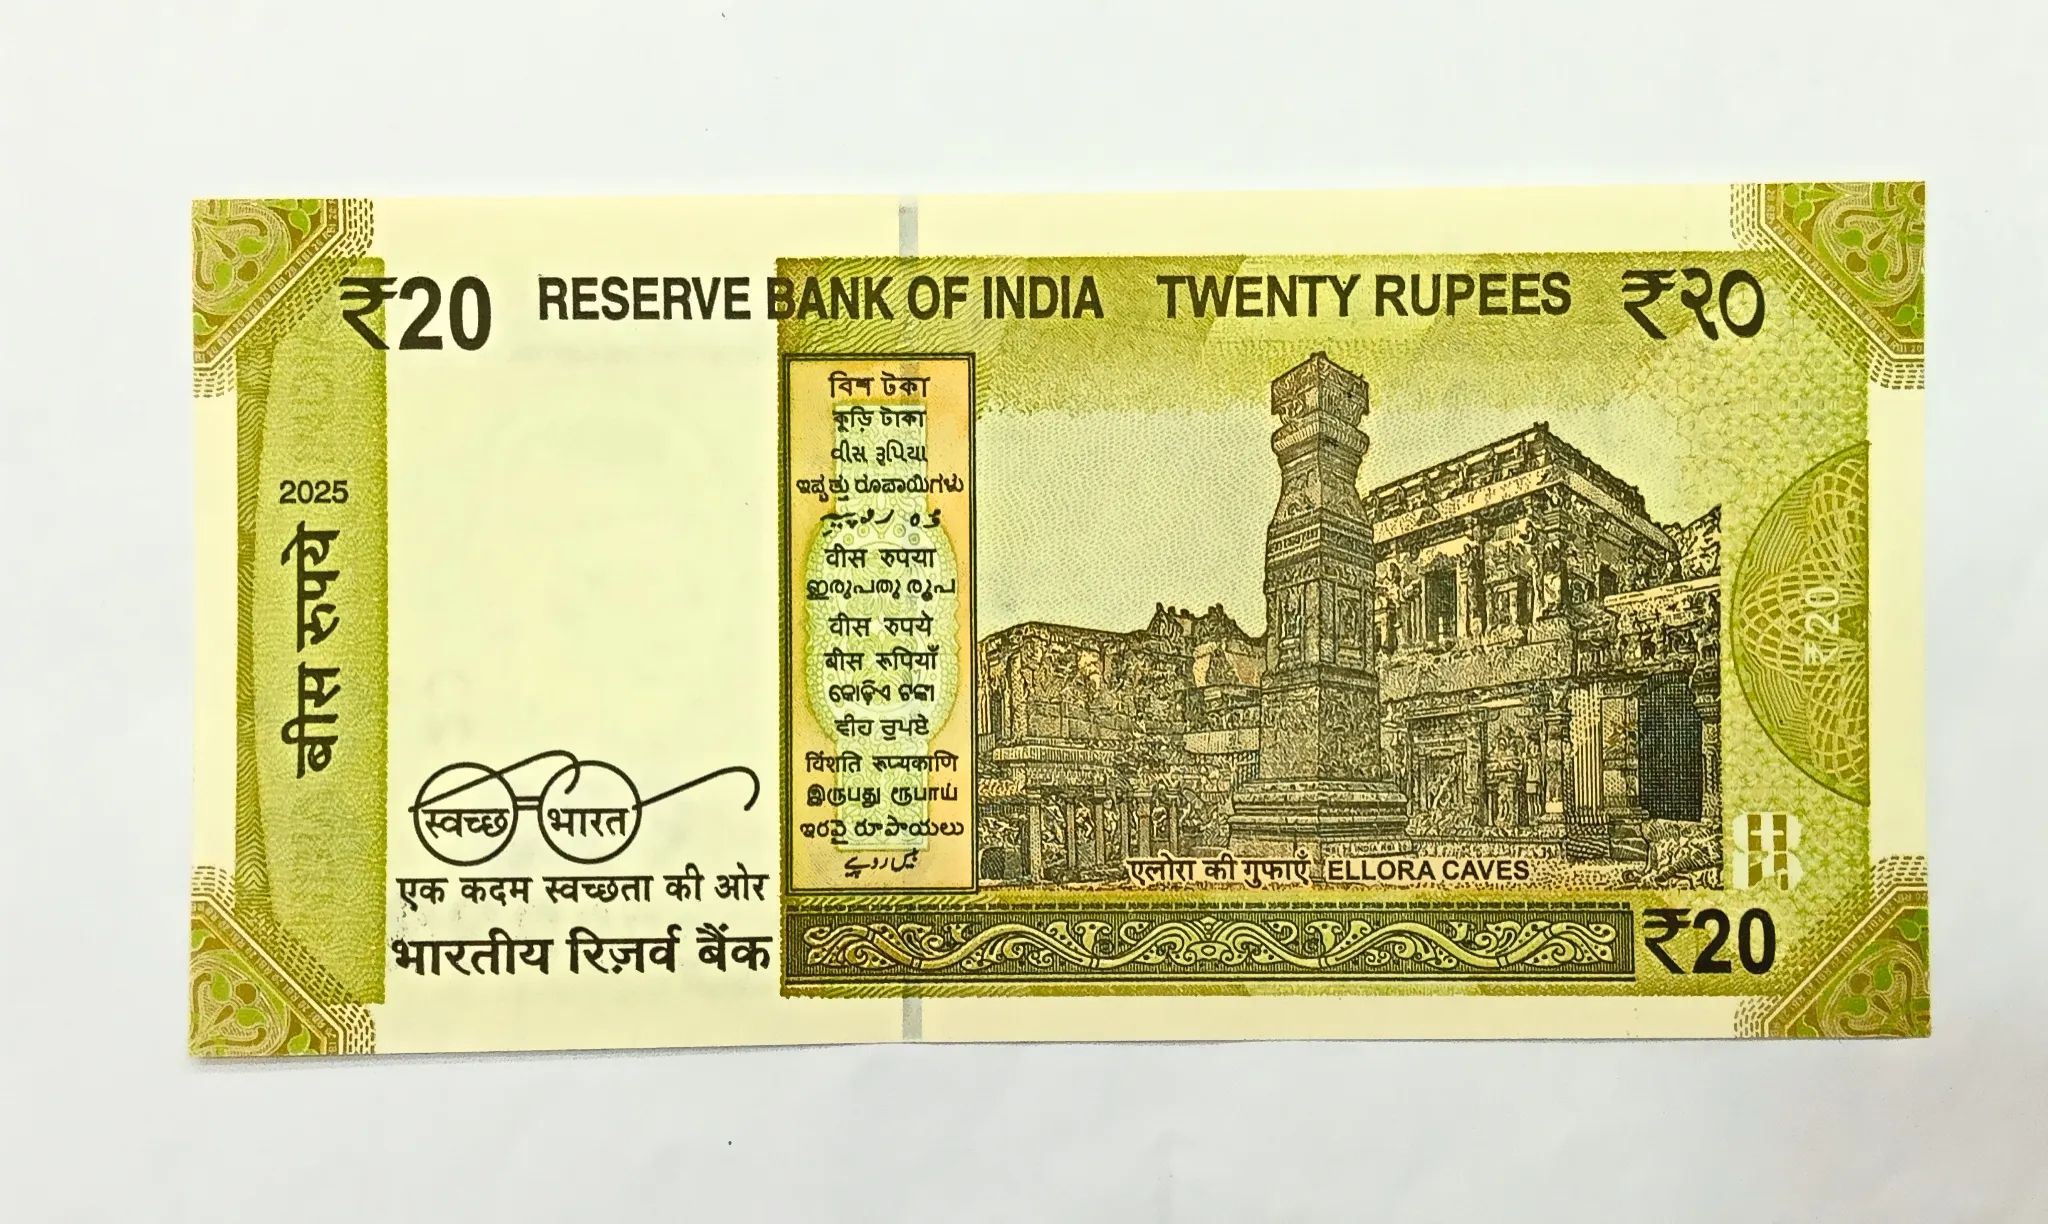 ₹20 RESERVE BANK OF INDIA TWENTY RUPEES ₹२०
2025
बीस रुपये
বিশ টকা
কুড়ি টাকা
વીસ રૂપિયા
ಇಪ್ಪತ್ತು ರೂಪಾಯಿಗಳು
वीस रुपया
ഇരുപതു രൂപ
वीस रुपये
बीस रूपियाँ
କୋଡ଼ିଏ ଟଙ୍କା
ਵੀਹ ਰੁਪਏ
विंशति रूप्यकाणि
இருபது ரூபாய்
ఇరవై రూపాయలు
بیس روپے
₹20
स्वच्छ भारत
एक कदम स्वच्छता की ओर
भारतीय रिज़र्व बैंक
एलोरा की गुफाएँ ELLORA CAVES
₹20